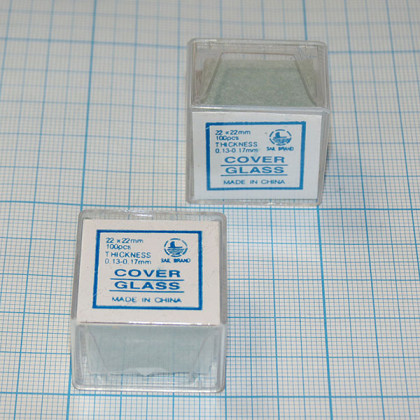 22 x 22mm
100pcs
THICKNESS
0.13-0.17mm
SAIL BRAND
COVER
GLASS
MADE IN CHINA
22 x 22mm
100pcs
THICKNESS
0.13-0.17mm
SAIL BRAND
COVER
GLASS
MADE IN CHINA